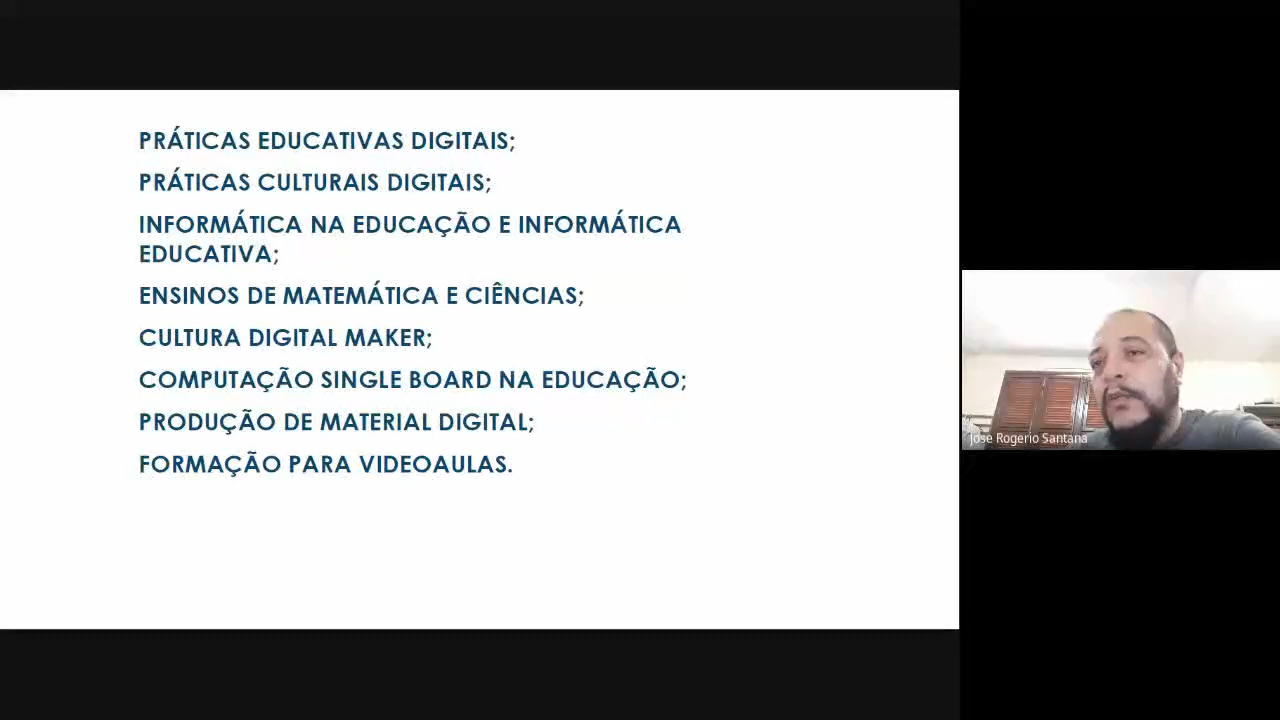 PRÁTICAS EDUCATIVAS DIGITAIS;
PRÁTICAS CULTURAIS DIGITAIS;
INFORMÁTICA NA EDUCAÇÃO E INFORMÁTICA
EDUCATIVA;
ENSINOS DE MATEMÁTICA E CIÊNCIAS;
CULTURA DIGITAL MAKER;
COMPUTAÇÃO SINGLE BOARD NA EDUCAÇÃO;
PRODUÇÃO DE MATERIAL DIGITAL;
FORMAÇÃO PARA VIDEOAULAS.
Jose Rogerio Santana